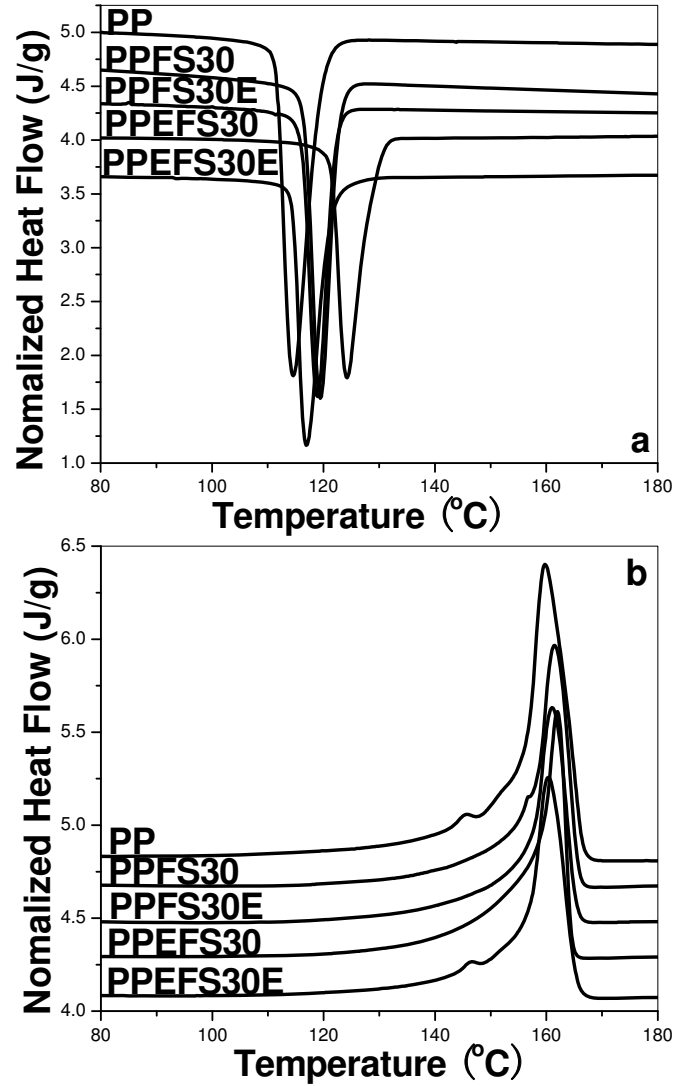 PP
PPFS30
PPFS30E
PPEFS30
PPEFS30E
Nomalized Heat Flow (J/g)
5.0
4.5
4.0
3.5
3.0
2.5
2.0
1.5
1.0
a
80 100 120 140 160 180
Temperature (°C)
6.5
6.0
5.5
5.0
4.5
4.0
b
Nomalized Heat Flow (J/g)
PP
PPFS30
PPFS30E
PPEFS30
PPEFS30E
80 100 120 140 160 180
Temperature (°C)